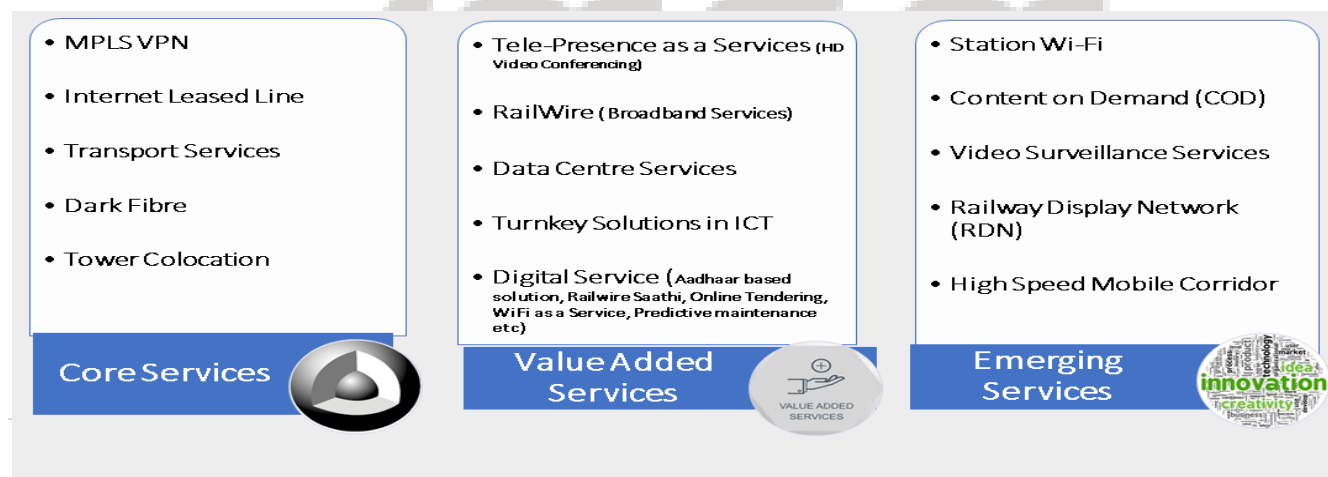 • MPLS VPN
• Internet Leased Line
• Transport Services
• Dark Fibre
• Tower Colocation
Core Services
• Tele-Presence as a Services (HD
Video Conferencing)
• RailWire (Broadband Services)
• Data Centre Services
• Turnkey Solutions in ICT
• Digital Service (Aadhaar based
solution, Railwire Saathi, Online Tendering,
WiFi as a Service, Predictive maintenance
etc)
Value Added
Services
VALUE ADDED
SERVICES
• Station Wi-Fi
• Content on Demand (COD)
• Video Surveillance Services
• Railway Display Network
(RDN)
• High Speed Mobile Corridor
Emerging
Services
technology
market
idea
innovation
creativity
business